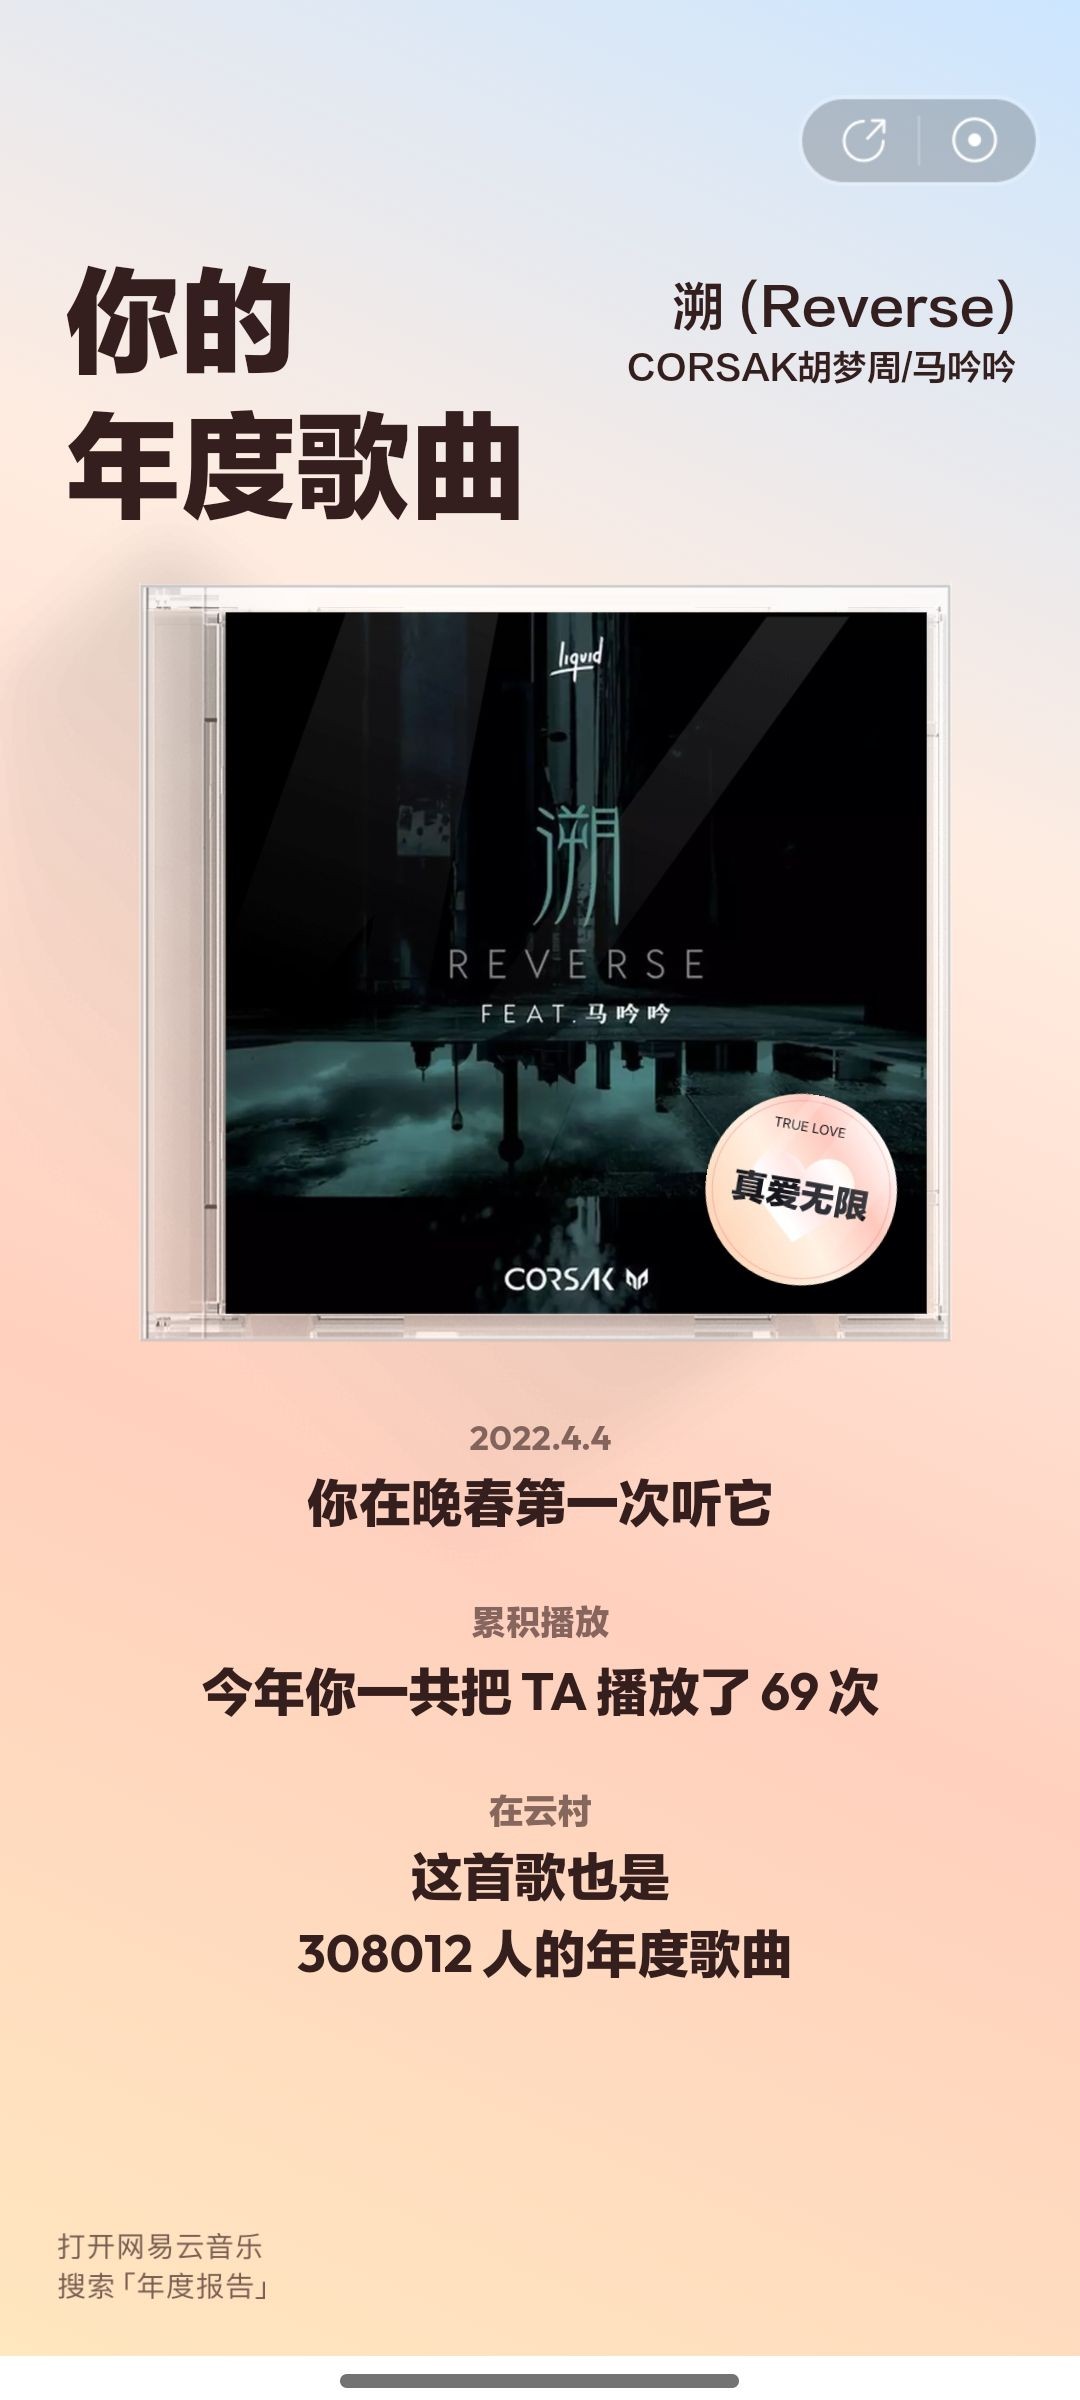 你的
年度歌曲
溯 (Reverse)
CORSAK胡梦周/马吟吟
liquid
溯
REVERSE
FEAT.马吟吟
TRUE LOVE
真爱无限
CORSAK
2022.4.4
你在晚春第一次听它
累积播放
今年你一共把 TA 播放了 69 次
在云村
这首歌也是
308012 人的年度歌曲
打开网易云音乐
搜索「年度报告」